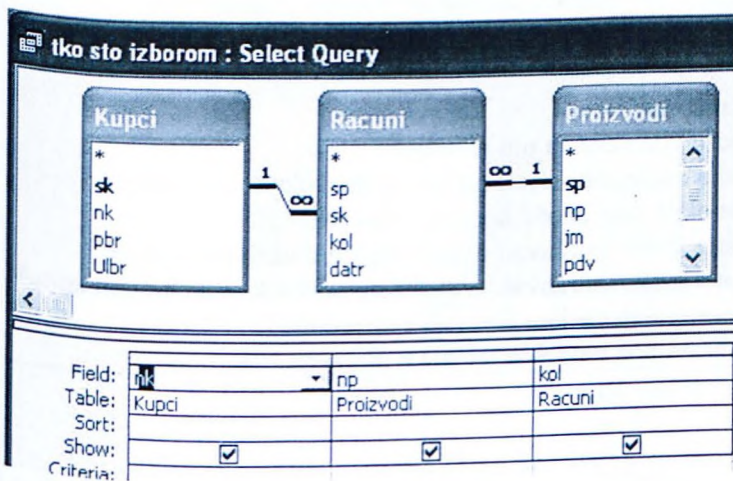 tko sto izborom : Select Query
Kupci
*
sk
nk
pbr
Ulbr
1
∞
Racuni
*
sp
sk
kol
datr
∞
1
Proizvodi
*
sp
np
jm
pdv
Field: nk np kol
Table: Kupci Proizvodi Racuni
Sort:
Show:
Criteria: